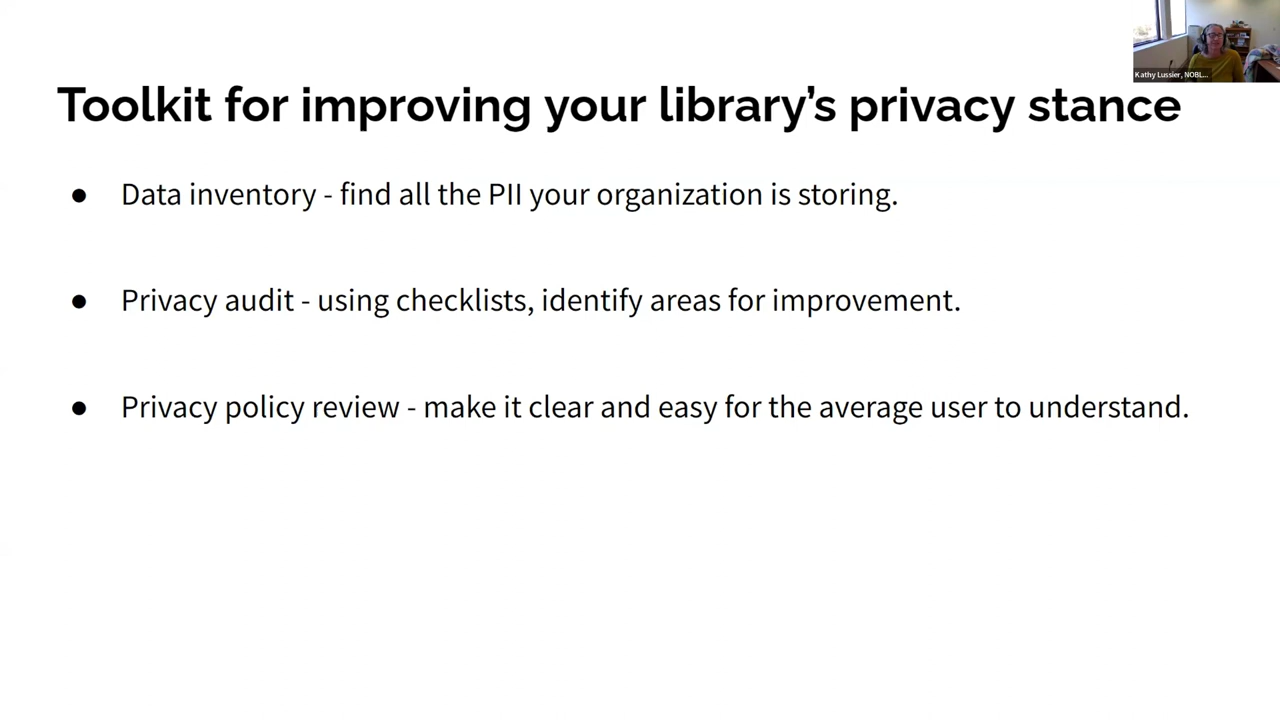 Kathy Lussier, NOBL...
Toolkit for improving your library’s privacy stance
● Data inventory - find all the PII your organization is storing.
● Privacy audit - using checklists, identify areas for improvement.
● Privacy policy review - make it clear and easy for the average user to understand.